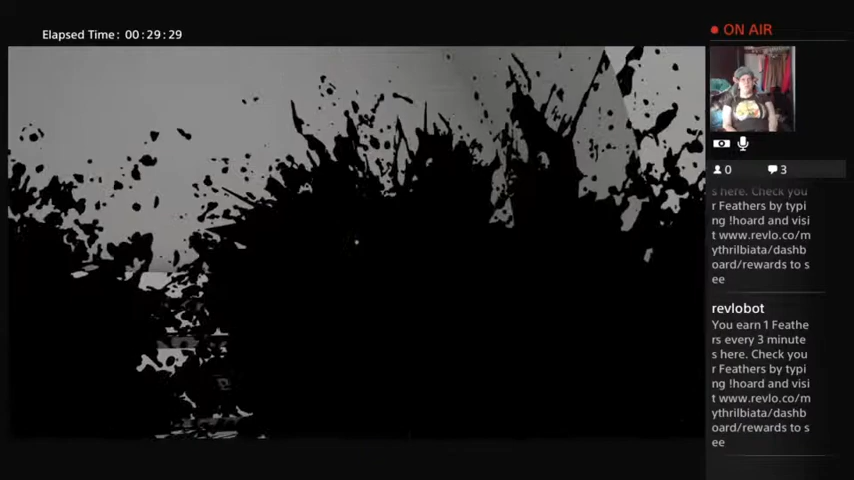 Elapsed Time: 00:29:29
ON AIR
0
3
s here. Check you
r Feathers by typi
ng !hoard and visi
t www.revlo.co/m
ythrilbiata/dashb
oard/rewards to s
ee
revlobot
You earn 1 Feathe
rs every 3 minute
s here. Check you
r Feathers by typi
ng !hoard and visi
t www.revlo.co/m
ythrilbiata/dashb
oard/rewards to s
ee